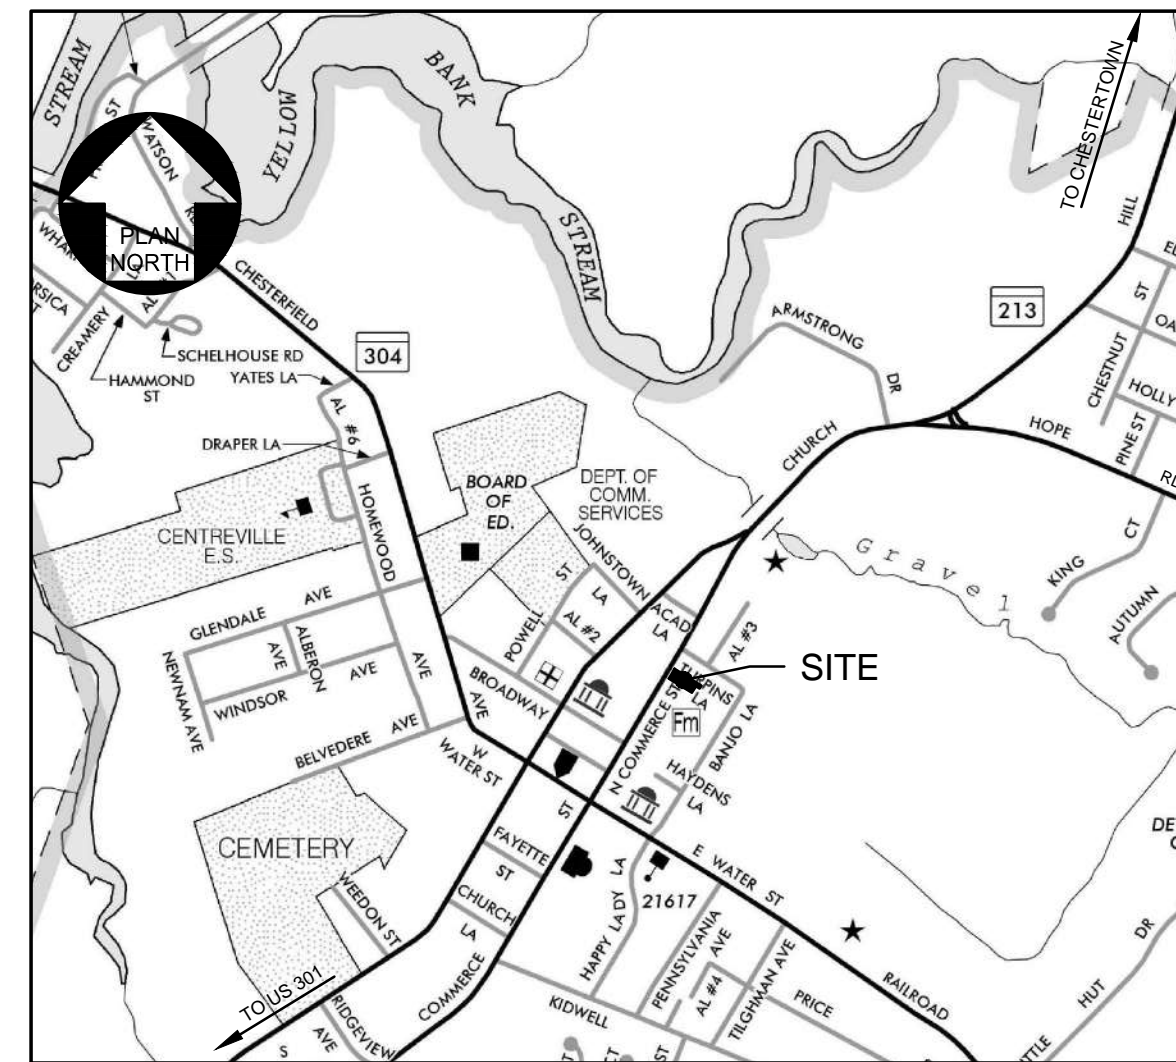 STREAM
YELLOW
BANK
STREAM
TO CHESTERTOWN
ST
WATSON
PLAN
NORTH
CHESTERFIELD
304
CREAMERY
HAMMOND
ST
SCHELHOUSE RD
YATES LA
AL #6
DRAPER LA
HOMEWOOD
AVE
CENTREVILLE
E.S.
BOARD
OF
ED.
DEPT. OF
COMM.
SERVICES
ARMSTRONG
DR
213
HILL
ST
CHESTNUT
HOLLY
PINE ST
HOPE
CHURCH
Gravel
KING
CT
AUTUMN
GLENDALE AVE
NEWNAM AVE
ALBERON
AVE
WINDSOR AVE
BELVEDERE AVE
AVE
W
WATER ST
BROADWAY
POWELL
ST
AL #2
JOHNSTOWN
LA
ACAD
LA
AL #3
TURPINS
LA
SITE
N COMMERCE ST
Fm
BANJO LA
HAYDENS
LA
CEMETERY
WEEDON ST
FAYETTE
ST
ST
CHURCH
LA
COMMERCE
HAPPY LADY LA
21617
E WATER ST
PENNSYLVANIA
AVE
AL #4
TILGHMAN AVE
PRICE
RAILROAD
KIDWELL
TO US 301
RIDGEVIEW
AVE
S
CT
ST
HUT
DR